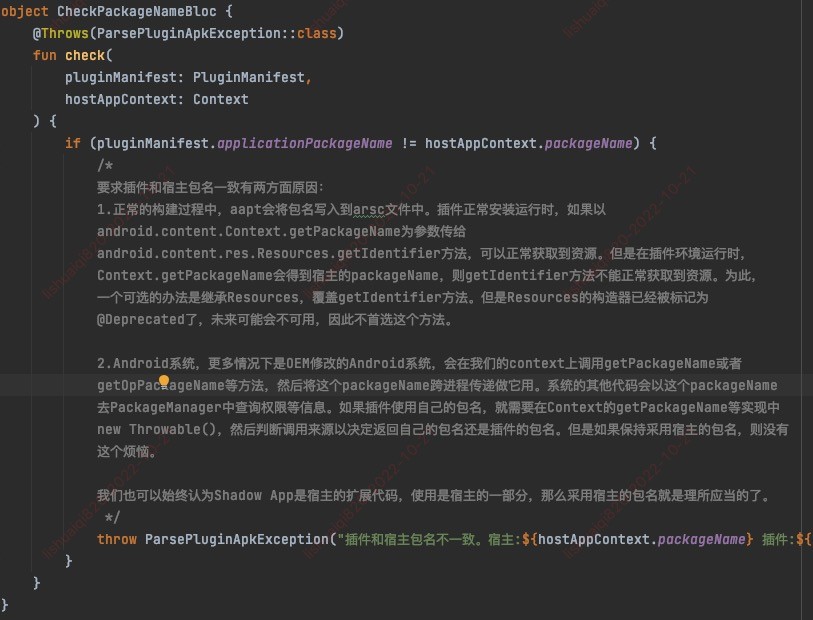 object CheckPackageNameBloc {
@Throws(ParsePluginApkException::class)
fun check(
pluginManifest: PluginManifest,
hostAppContext: Context
) {
if (pluginManifest.applicationPackageName != hostAppContext.packageName) {
/*
要求插件和宿主包名一致有两方面原因：
1.正常的构建过程中，aapt会将包名写入到arsc文件中。插件正常安装运行时，如果以
android.content.Context.getPackageName为参数传给
android.content.res.Resources.getIdentifier方法，可以正常获取到资源。但是在插件环境运行时，
Context.getPackageName会得到宿主的packageName，则getIdentifier方法不能正常获取到资源。为此，
一个可选的办法是继承Resources，覆盖getIdentifier方法。但是Resources的构造器已经被标记为
@Deprecated了，未来可能会不可用，因此不首选这个方法。
2.Android系统，更多情况下是OEM修改的Android系统，会在我们的context上调用getPackageName或者
getOpPackageName等方法，然后将这个packageName跨进程传递做它用。系统的其他代码会以这个packageName
去PackageManager中查询权限等信息。如果插件使用自己的包名，就需要在Context的getPackageName等实现中
new Throwable()，然后判断调用来源以决定返回自己的包名还是插件的包名。但是如果保持采用宿主的包名，则没有
这个烦恼。
我们也可以始终认为Shadow App是宿主的扩展代码，使用是宿主的一部分，那么采用宿主的包名就是理所应当的了。
*/
throw ParsePluginApkException("插件和宿主包名不一致。宿主:${hostAppContext.packageName} 插件:${
}
}
}